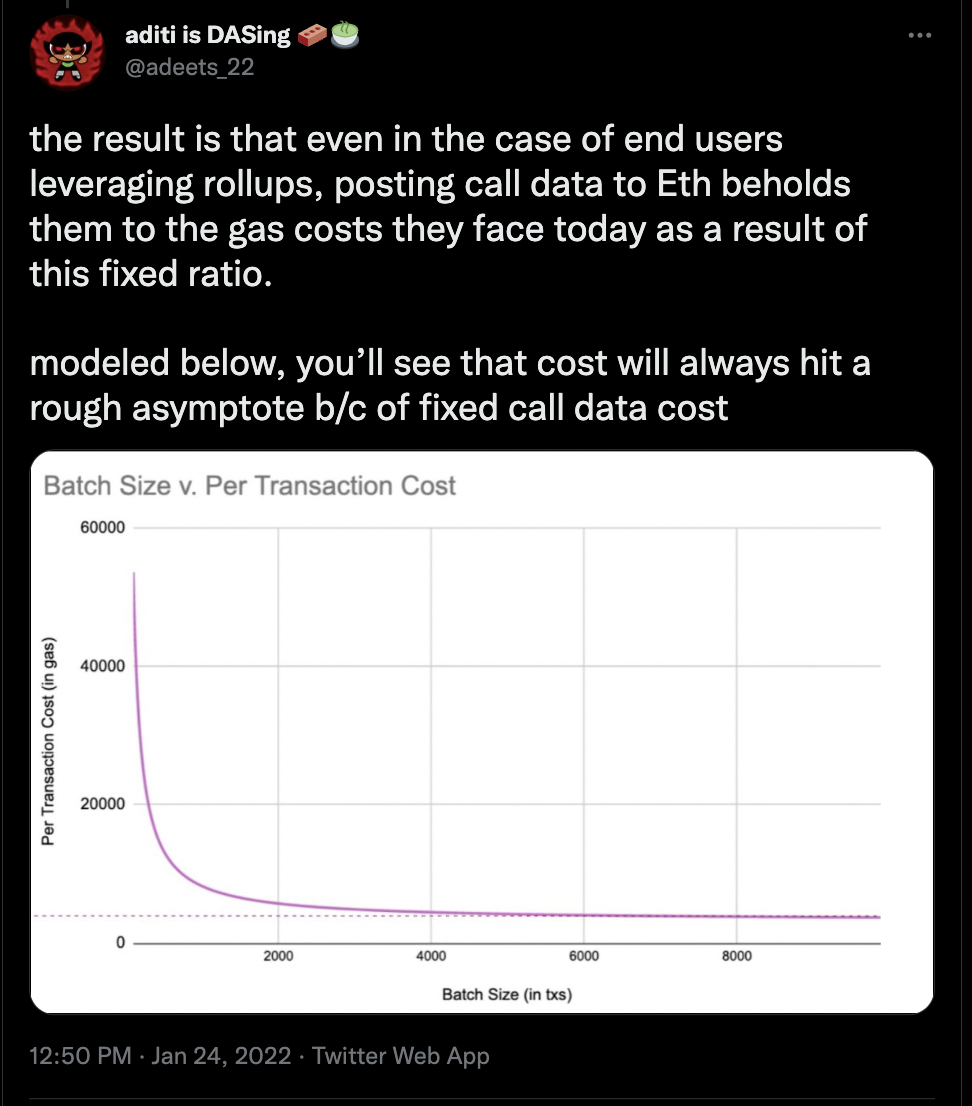 aditi is DASing 🧱🍵
@adeets_22
the result is that even in the case of end users
leveraging rollups, posting call data to Eth beholds
them to the gas costs they face today as a result of
this fixed ratio.
modeled below, you’ll see that cost will always hit a
rough asymptote b/c of fixed call data cost
Batch Size v. Per Transaction Cost
Per Transaction Cost (in gas)
60000
40000
20000
0
2000 4000 6000 8000
Batch Size (in txs)
12:50 PM · Jan 24, 2022 · Twitter Web App